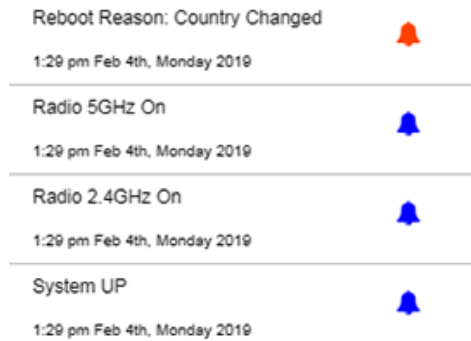 Reboot Reason: Country Changed
1:29 pm Feb 4th, Monday 2019
Radio 5GHz On
1:29 pm Feb 4th, Monday 2019
Radio 2.4GHz On
1:29 pm Feb 4th, Monday 2019
System UP
1:29 pm Feb 4th, Monday 2019